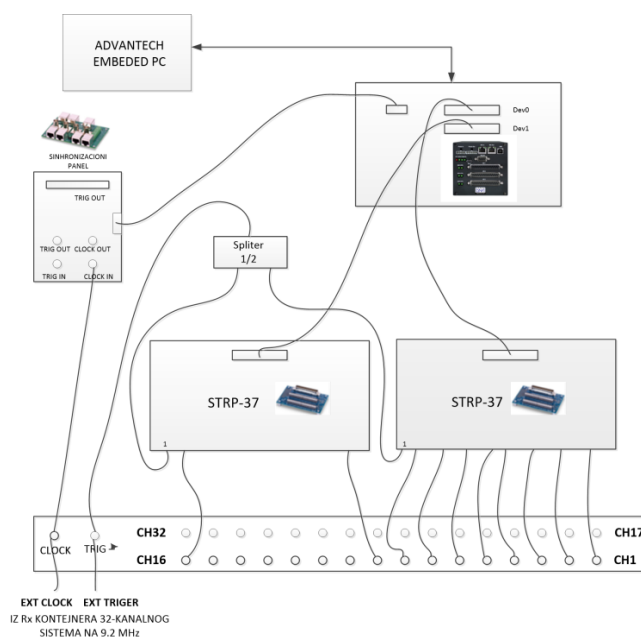 ADVANTECH
EMBEDED PC
Dev0
Dev1
SINHRONIZACIONI
PANEL
TRIG OUT
TRIG OUT CLOCK OUT
TRIG IN CLOCK IN
Spliter
1/2
STRP-37
1
STRP-37
1
CH32
CH17
CLOCK
TRIG
CH16
CH1
EXT CLOCK EXT TRIGER
IZ Rx KONTEJNERA 32-KANALNOG
SISTEMA NA 9.2 MHz